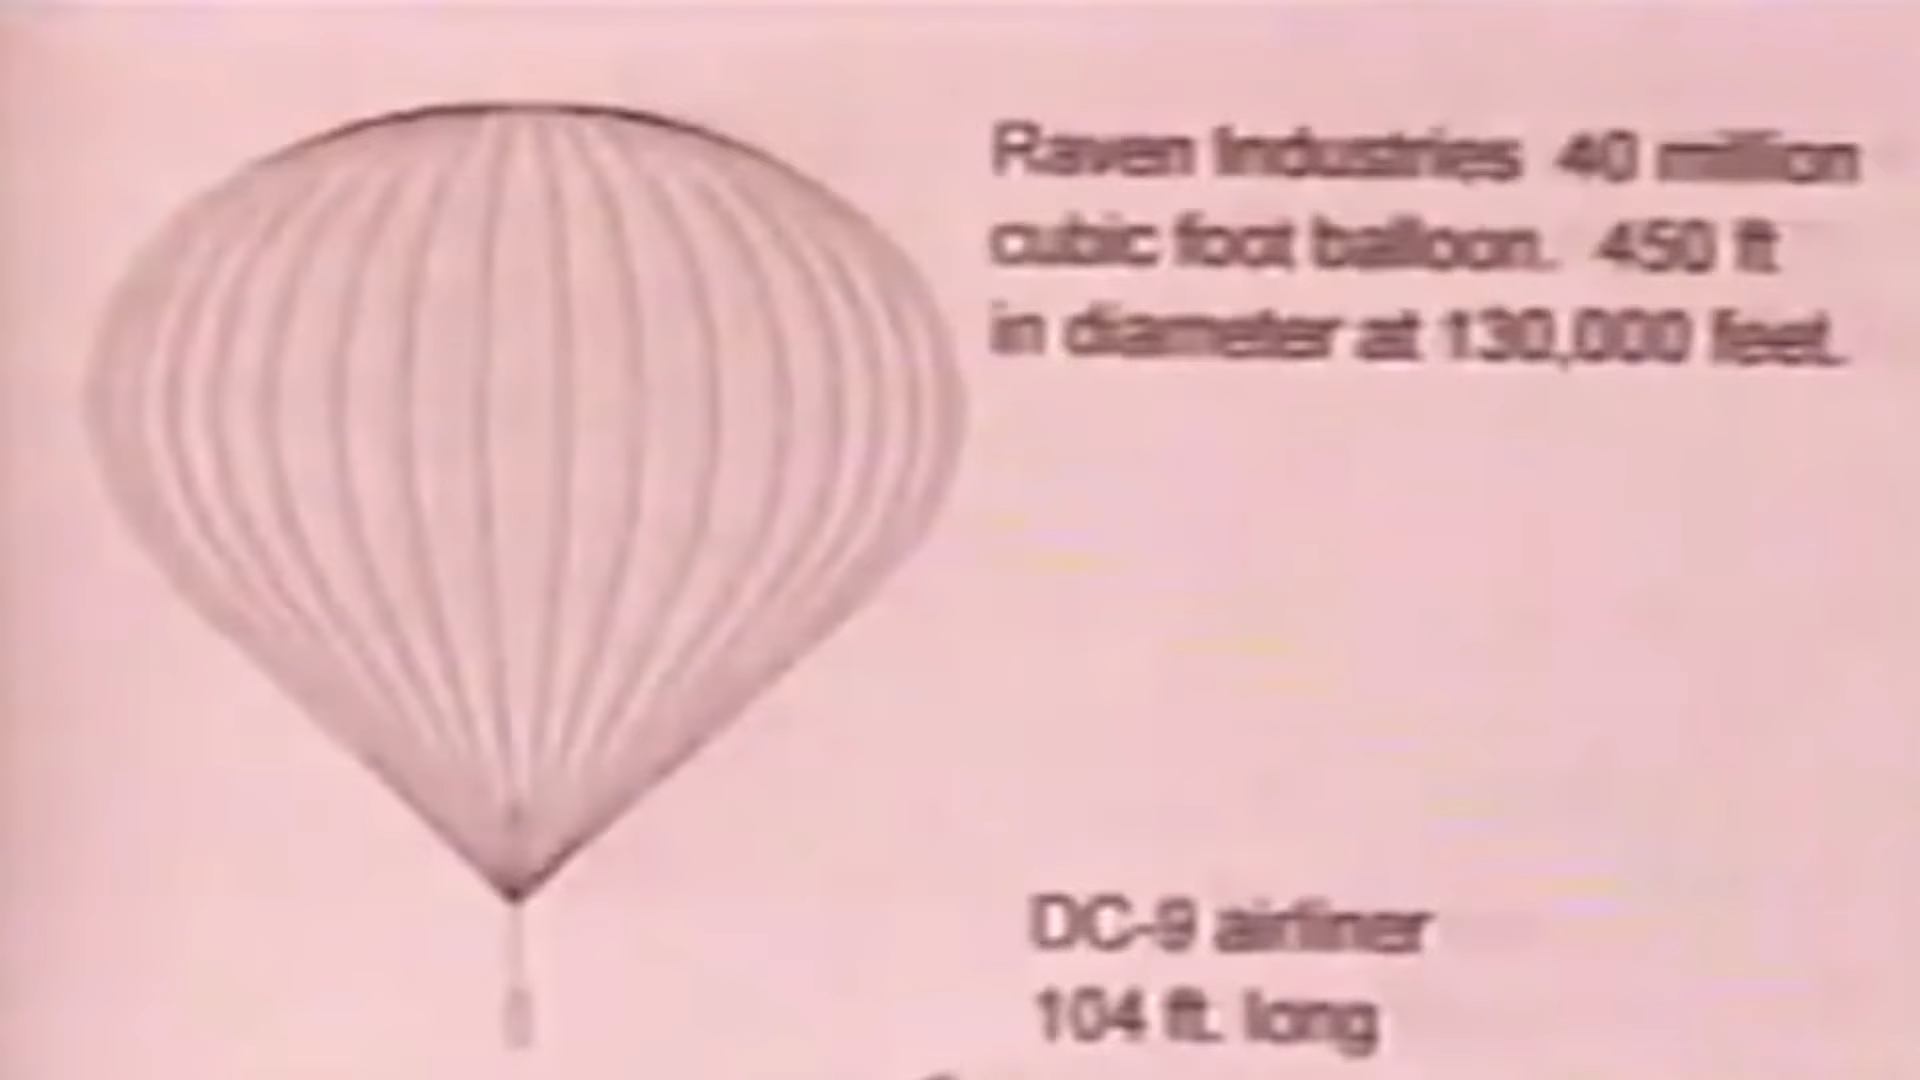 Raven Industries 40 million
cubic foot balloon. 450 ft
in diameter at 130,000 feet.
DC-9 airliner
104 ft. long